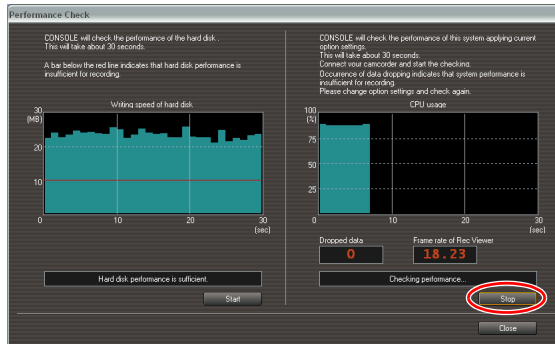 Performance Check
CONSOLE will check the performance of the hard disk .
This will take about 30 seconds.
A bar below the red line indicates that hard disk performance is
insufficient for recording.
Writing speed of hard disk
30
(MB)
20
10
0 10 20 30
(sec)
Hard disk performance is sufficient.
Start
CONSOLE will check the performance of this system applying current
option settings.
This will take about 30 seconds.
Connect your camcorder and start the checking.
Occurrence of data dropping indicates that system performance is
insufficient for recording.
Please change option settings and check again.
CPU usage
100
(%)
75
50
25
0 10 20 30
(sec)
Dropped data Frame rate of Rec Viewer
0 18.23
Checking performance...
Stop
Close